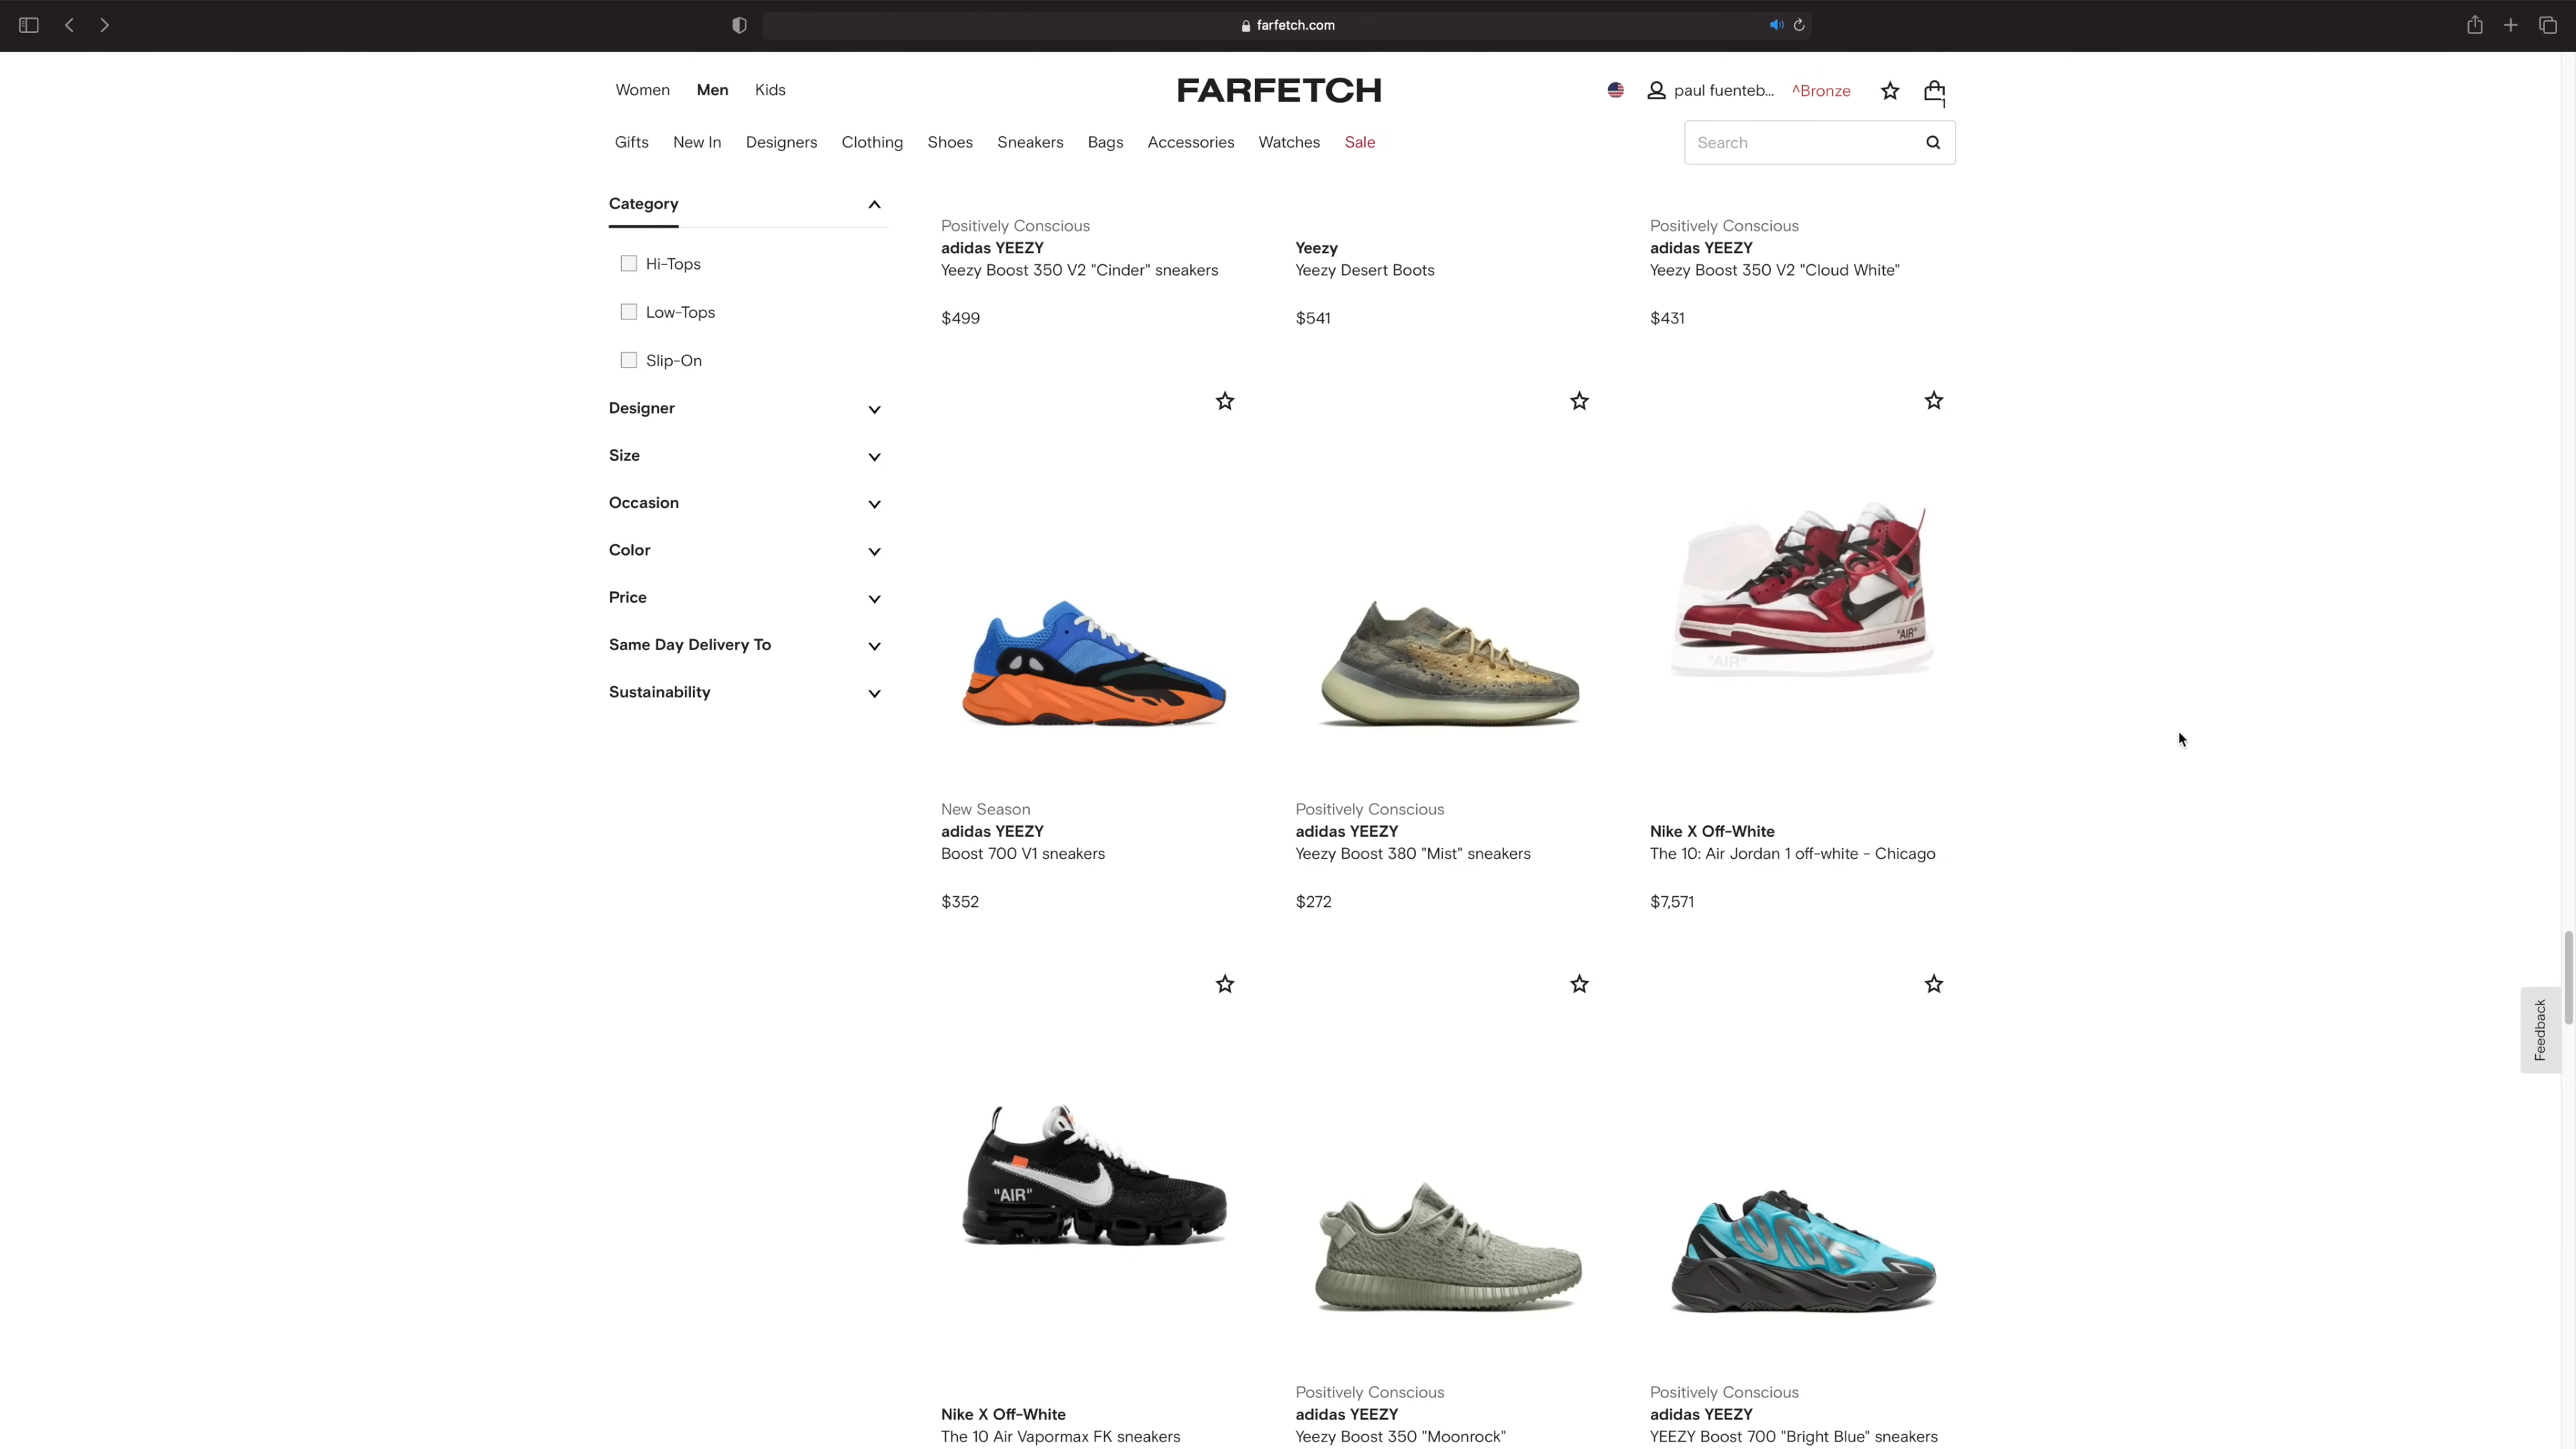 farfetch.com
Women Men Kids
FARFETCH
paul fuenteb... ^Bronze
1
Gifts New In Designers Clothing Shoes Sneakers Bags Accessories Watches Sale
Search
Category
Hi-Tops
Low-Tops
Slip-On
Designer
Size
Occasion
Color
Price
Same Day Delivery To
Sustainability
Positively Conscious
adidas YEEZY
Yeezy Boost 350 V2 "Cinder" sneakers
$499
Yeezy
Yeezy Desert Boots
$541
Positively Conscious
adidas YEEZY
Yeezy Boost 350 V2 "Cloud White"
$431
New Season
adidas YEEZY
Boost 700 V1 sneakers
$352
Positively Conscious
adidas YEEZY
Yeezy Boost 380 "Mist" sneakers
$272
"AIR"
"AIR"
Nike X Off-White
The 10: Air Jordan 1 off-white - Chicago
$7,571
"AIR"
Nike X Off-White
The 10 Air Vapormax FK sneakers
Positively Conscious
adidas YEEZY
Yeezy Boost 350 "Moonrock"
Positively Conscious
adidas YEEZY
YEEZY Boost 700 "Bright Blue" sneakers
Feedback